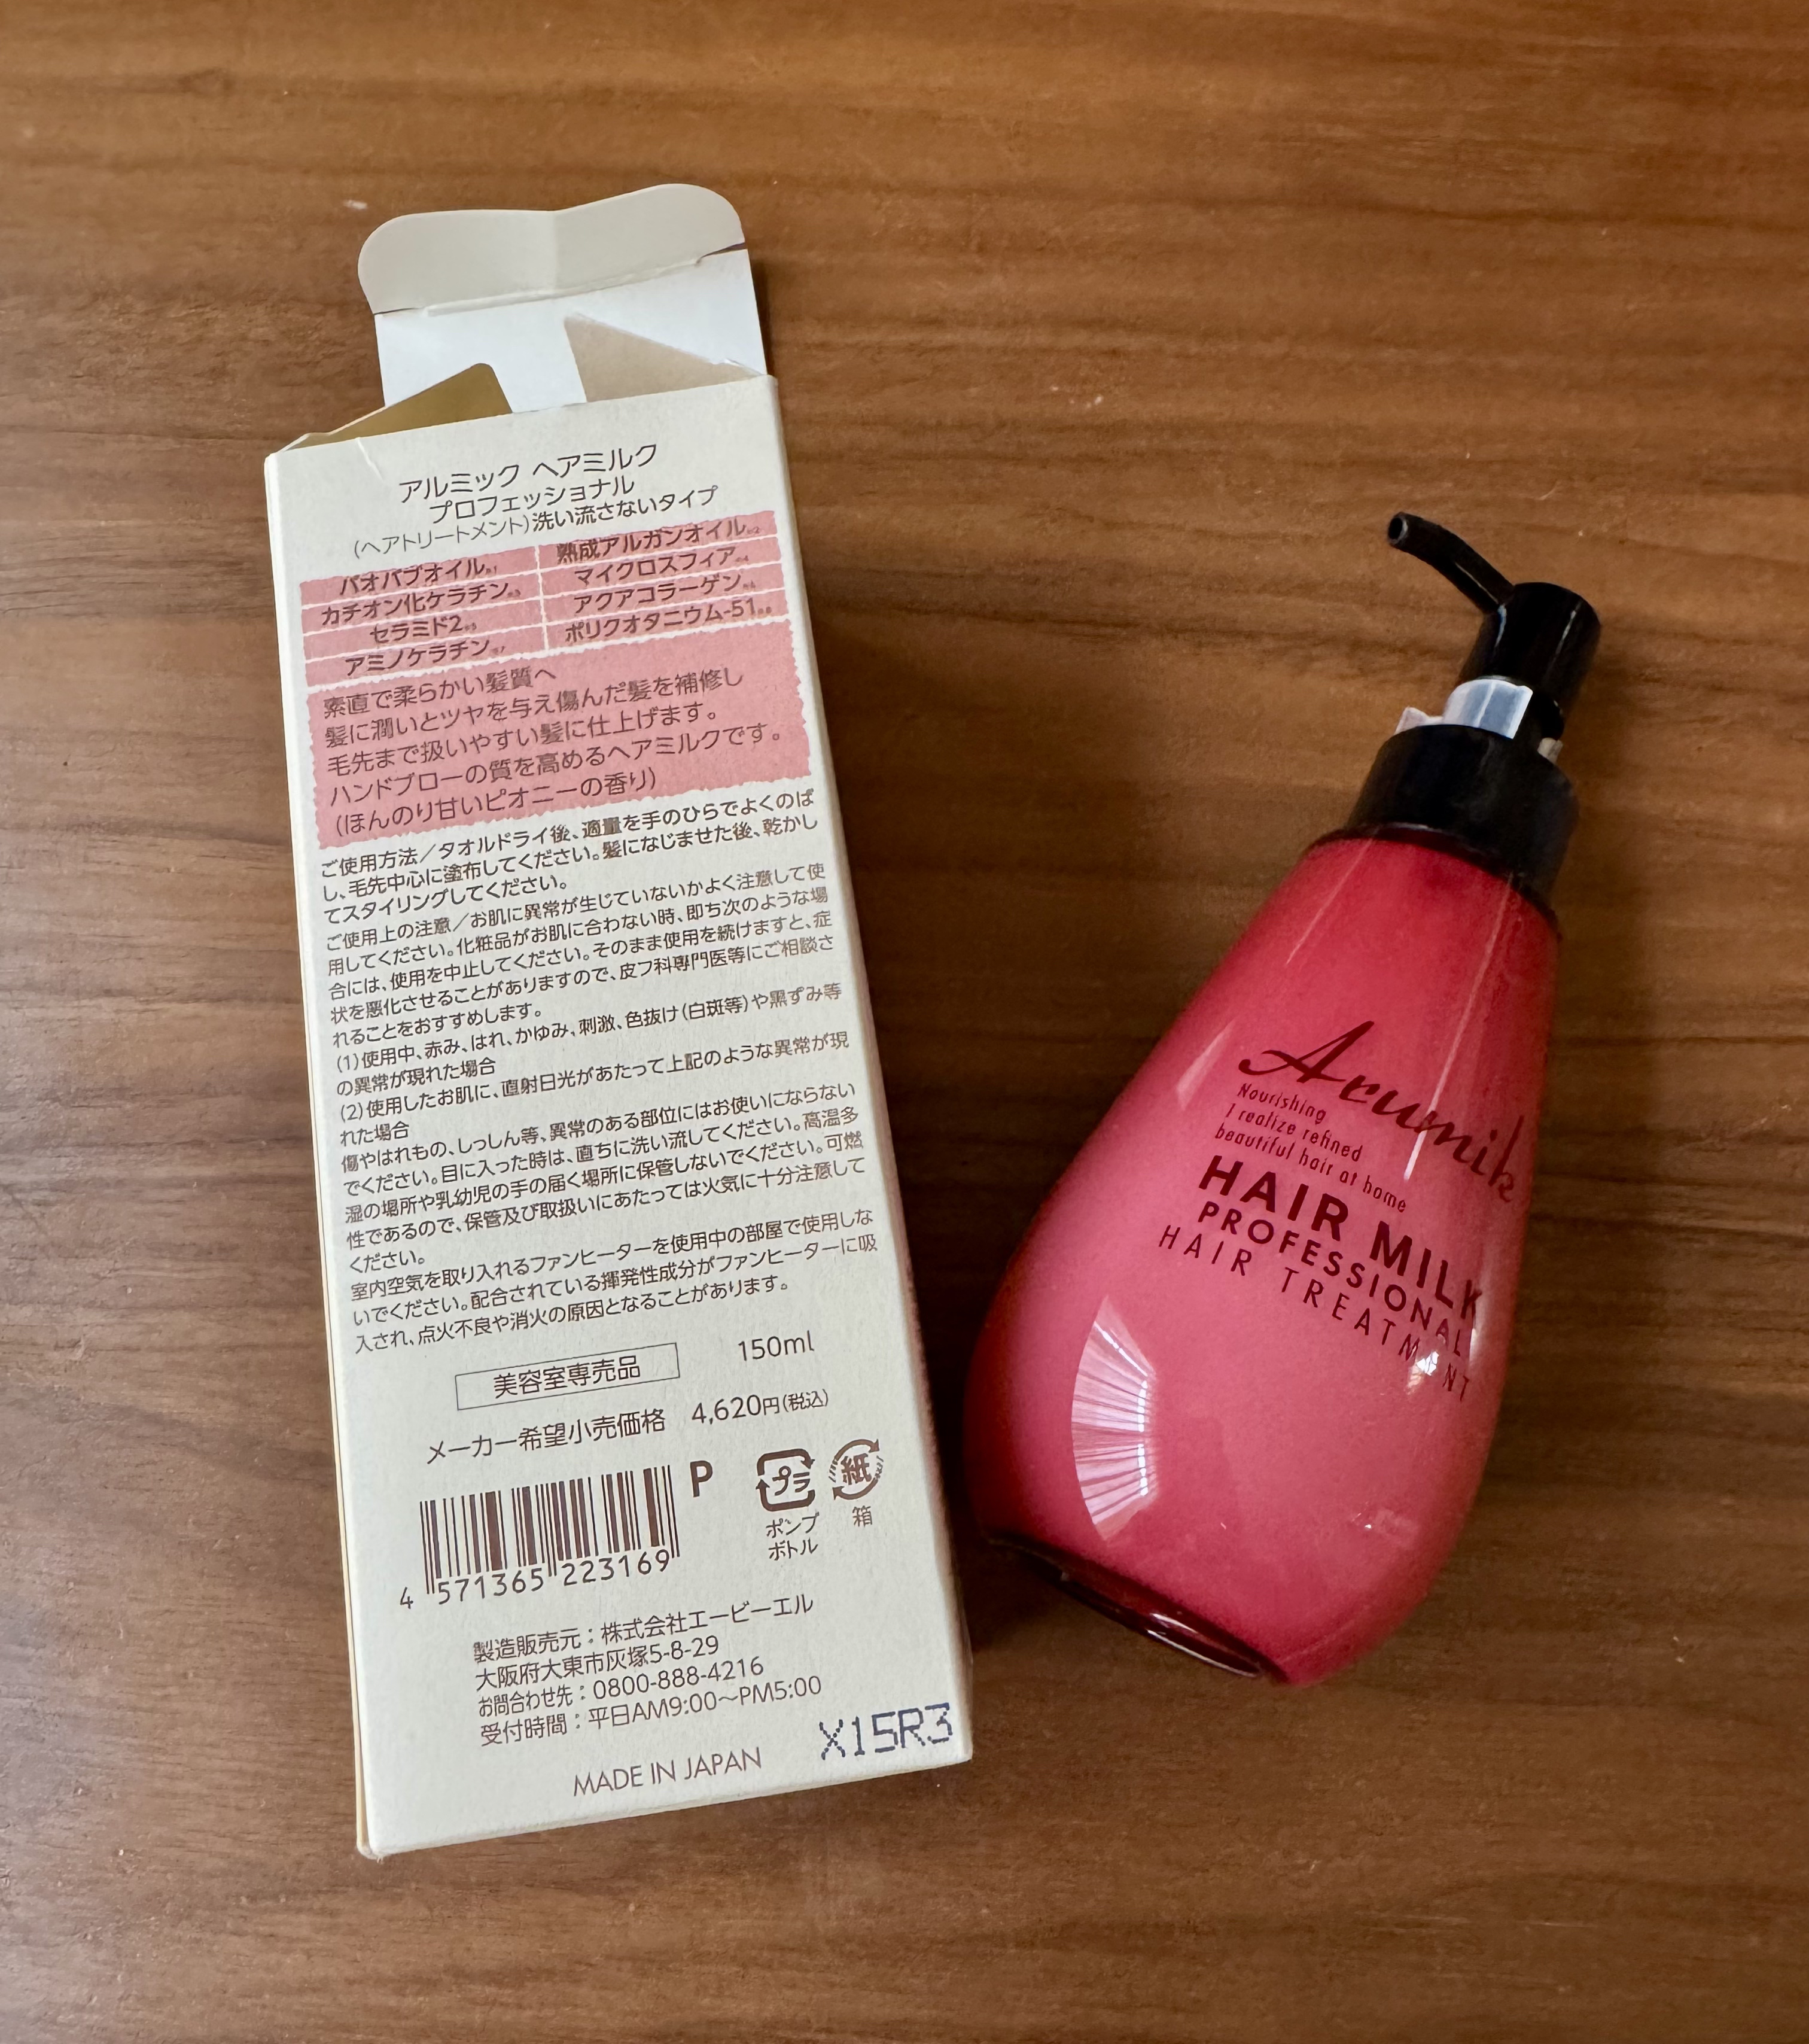 アルミック ヘアミルク
プロフェッショナル
(ヘアトリートメント)洗い流さないタイプ
バオバブオイル※1 熟成アルガンオイル※2
カチオン化ケラチン※3 マイクロスフィア※4
セラミド2※5 アクアコラーゲン※6
アミノケラチン※7 ポリクオタニウム-51※8
素直で柔らかい髪質へ
髪に潤いとツヤを与え傷んだ髪を補修し
毛先まで扱いやすい髪に仕上げます。
ハンドブローの質を高めるヘアミルクです。
(ほんのり甘いピオニーの香り)
ご使用方法/タオルドライ後、適量を手のひらでよくのば
し、毛先中心に塗布してください。髪になじませた後、乾かし
てスタイリングしてください。
ご使用上の注意/お肌に異常が生じていないかよく注意して使
用してください。化粧品がお肌に合わない時、即ち次のような場
合には、使用を中止してください。そのまま使用を続けますと、症
状を悪化させることがありますので、皮フ科専門医等にご相談さ
れることをおすすめします。
(1)使用中、赤み、はれ、かゆみ、刺激、色抜け(白斑等)や黒ずみ等
の異常が現れた場合
(2)使用したお肌に、直射日光があたって上記のような異常が現
れた場合
傷やはれもの、しっしん等、異常のある部位にはお使いにならない
でください。目に入った時は、直ちに洗い流してください。高温多
湿の場所や乳幼児の手の届く場所に保管しないでください。可燃
性であるので、保管及び取扱いにあたっては火気に十分注意して
ください。
室内空気を取り入れるファンヒーターを使用中の部屋で使用しな
いでください。配合されている揮発性成分がファンヒーターに吸
入され、点火不良や消火の原因となることがあります。
美容室専売品 150ml
メーカー希望小売価格 4,620円(税込)
P プラ 紙
ポンプ 箱
ボトル
4 571365 223169
製造販売元:株式会社エービーエル
大阪府大東市灰塚5-8-29
お問合わせ先:0800-888-4216
受付時間:平日AM9:00〜PM5:00
X15R3
MADE IN JAPAN
Arumik
Nourishing
I realize refined
beautiful hair at home
HAIR MILK
PROFESSIONAL
HAIR TREATMENT